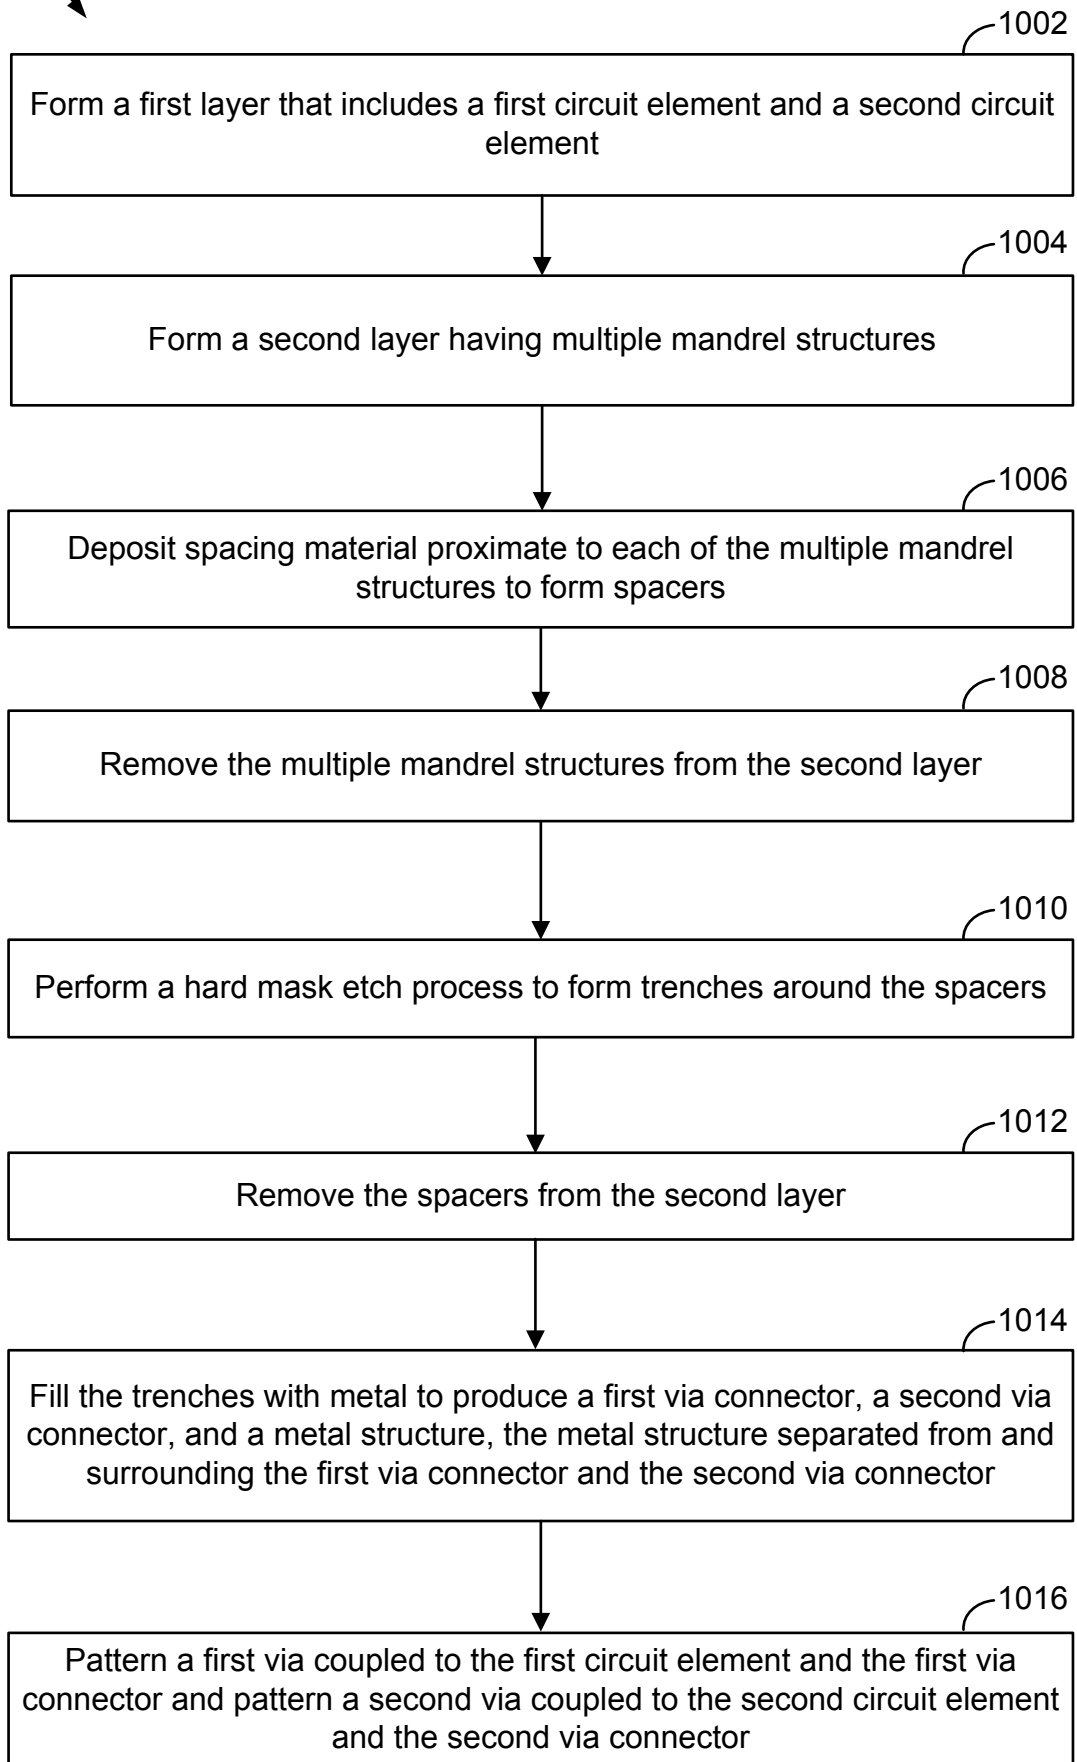 1002
Form a first layer that includes a first circuit element and a second circuit
element
1004
Form a second layer having multiple mandrel structures
1006
Deposit spacing material proximate to each of the multiple mandrel
structures to form spacers
1008
Remove the multiple mandrel structures from the second layer
1010
Perform a hard mask etch process to form trenches around the spacers
1012
Remove the spacers from the second layer
1014
Fill the trenches with metal to produce a first via connector, a second via
connector, and a metal structure, the metal structure separated from and
surrounding the first via connector and the second via connector
1016
Pattern a first via coupled to the first circuit element and the first via
connector and pattern a second via coupled to the second circuit element
and the second via connector